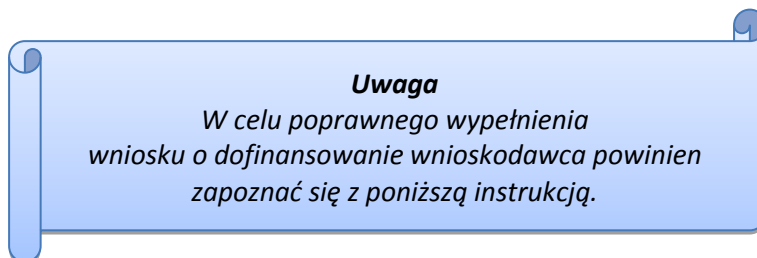 Uwaga
W celu poprawnego wypełnienia
wniosku o dofinansowanie wnioskodawca powinien
zapoznać się z poniższą instrukcją.